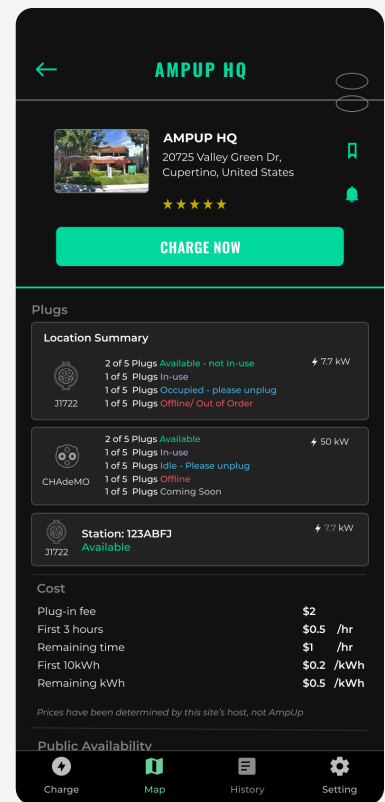 AMPUP HQ
AMPUP HQ
20725 Valley Green Dr,
Cupertino, United States
CHARGE NOW
Plugs
Location Summary
2 of 5 Plugs Available - not in-use
7.7 kW
1 of 5 Plugs In-use
1 of 5 Plugs Occupied - please unplug
1 of 5 Plugs Offline/ Out of Order
J1722
2 of 5 Plugs Available
50 kW
1 of 5 Plugs In-use
1 of 5 Plugs Idle - Please unplug
1 of 5 Plugs Offline
1 of 5 Plugs Coming Soon
CHAdeMO
Station: 123ABFJ
7.7 kW
Available
J1722
Cost
Plug-in fee $2
First 3 hours $0.5 /hr
Remaining time $1 /hr
First 10kWh $0.2 /kWh
Remaining kWh $0.5 /kWh
Prices have been determined by this site's host, not AmpUp
Public Availability
Charge Map History Setting